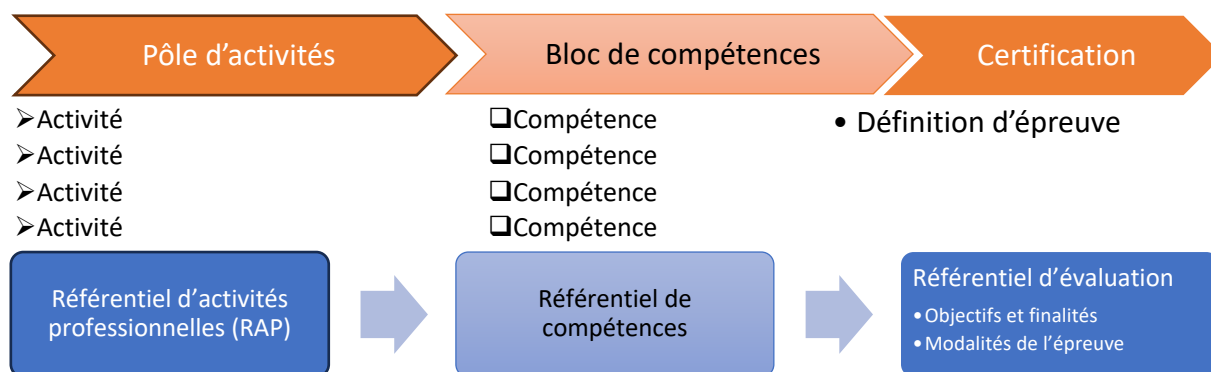 Pôle d’activités
Bloc de compétences
Certification
➢Activité
➢Activité
➢Activité
➢Activité
❑Compétence
❑Compétence
❑Compétence
❑Compétence
• Définition d’épreuve
Référentiel d’activités
professionnelles (RAP)
Référentiel de
compétences
Référentiel d’évaluation
•Objectifs et finalités
•Modalités de l’épreuve